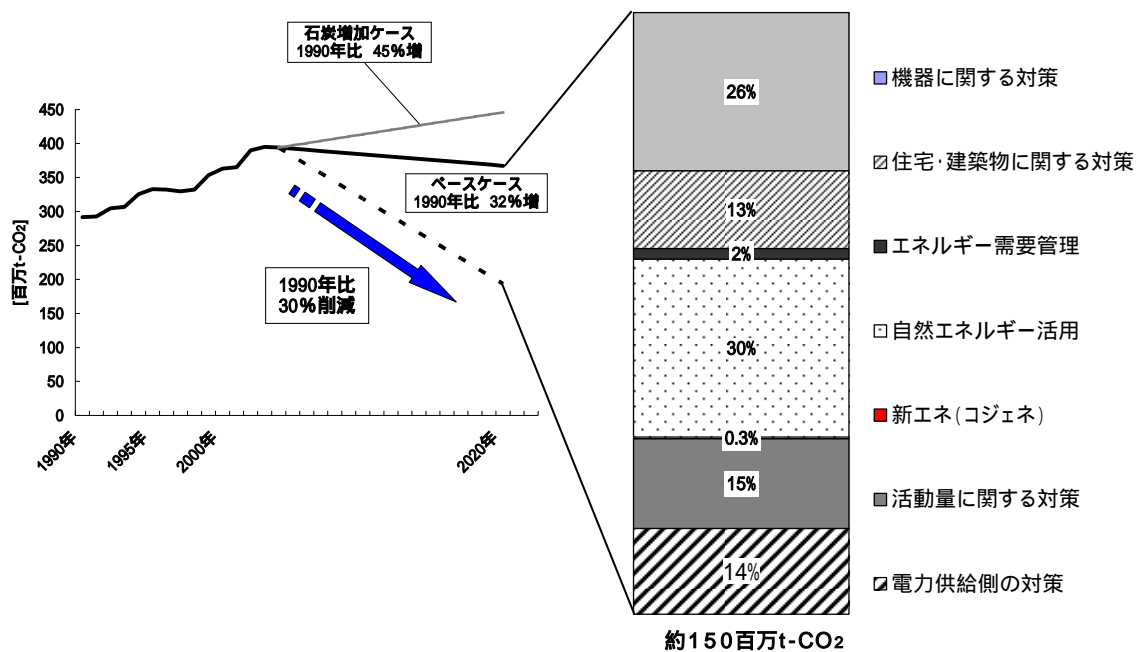 石炭増加ケース
1990年比 45%増
[百万t-CO2]
450
400
350
300
250
200
150
100
50
0
1990年
1995年
2000年
2020年
ベースケース
1990年比 32%増
1990年比
30%削減
26%
13%
2%
30%
0.3%
15%
14%
約150百万t-CO2
機器に関する対策
住宅・建築物に関する対策
エネルギー需要管理
自然エネルギー活用
新エネ(コジェネ)
活動量に関する対策
電力供給側の対策